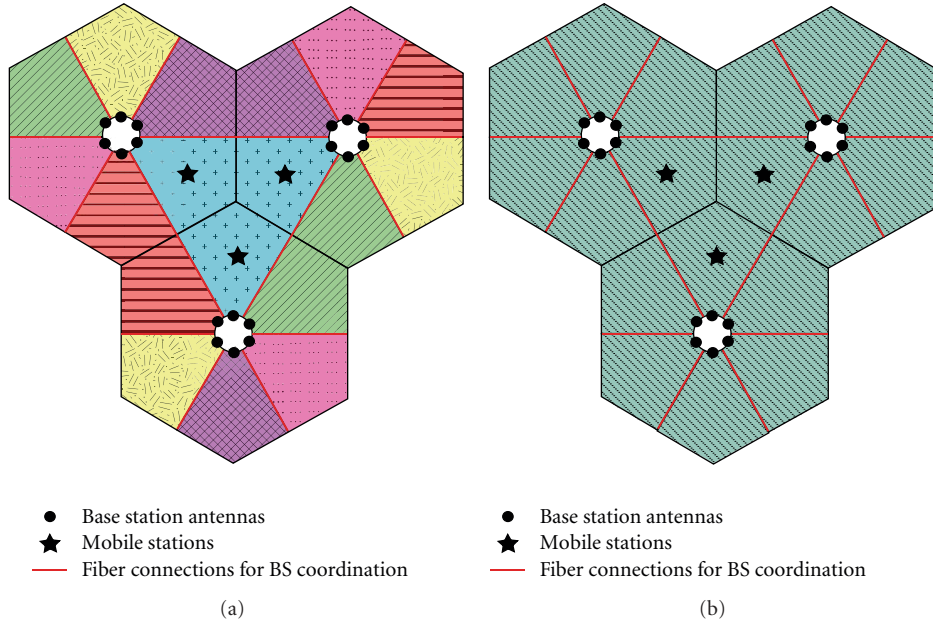 Base station antennas
Mobile stations
Fiber connections for BS coordination
(a)
Base station antennas
Mobile stations
Fiber connections for BS coordination
(b)